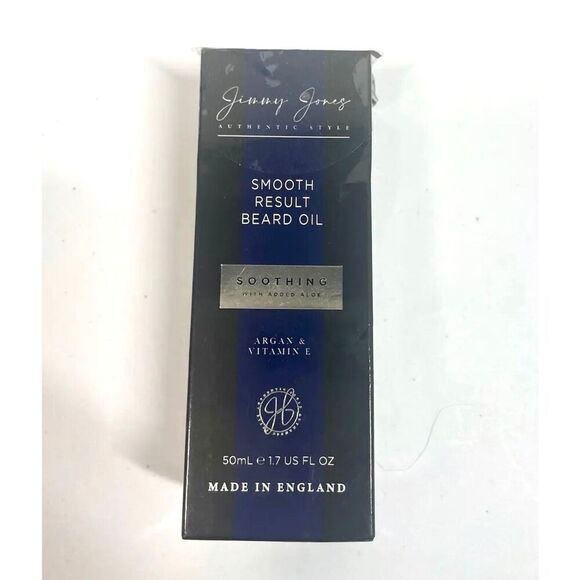 Jimmy Jones
AUTHENTIC STYLE
SMOOTH
RESULT
BEARD OIL
SOOTHING
WITH ADDED ALOE
ARGAN &
VITAMIN E
50mL ℮ 1.7 US FL OZ
MADE IN ENGLAND